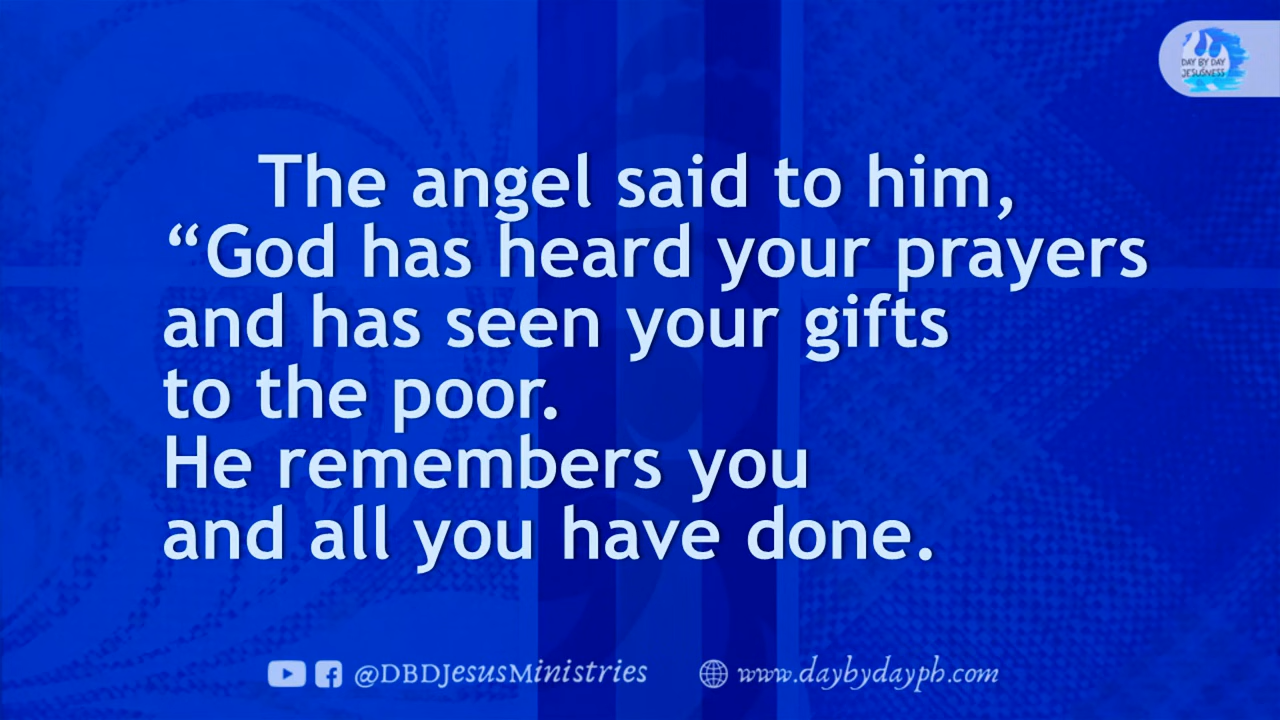 DAY BY DAY
JESUSNESS
The angel said to him,
“God has heard your prayers
and has seen your gifts
to the poor.
He remembers you
and all you have done.
@DBDJesusMinistries
www.daybydayph.com